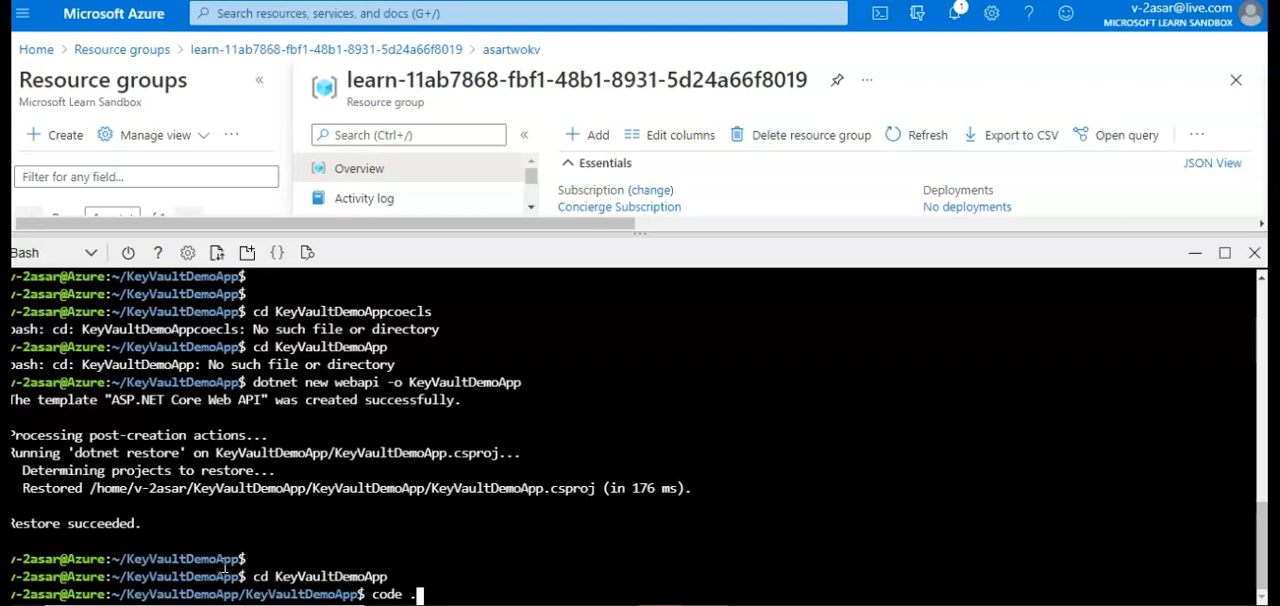 Microsoft Azure
Search resources, services, and docs (G+/)
1
v-2asar@live.com
MICROSOFT LEARN SANDBOX
Home > Resource groups > learn-11ab7868-fbf1-48b1-8931-5d24a66f8019 > asartwokv
Resource groups «
Microsoft Learn Sandbox
+ Create Manage view ...
Filter for any field...
learn-11ab7868-fbf1-48b1-8931-5d24a66f8019 ...
Resource group
Search (Ctrl+/) «
Overview
Activity log
+ Add Edit columns Delete resource group Refresh Export to CSV Open query ...
Essentials
JSON View
Subscription (change)
Concierge Subscription
Deployments
No deployments
Bash
v-2asar@Azure:~/KeyVaultDemoApp$
v-2asar@Azure:~/KeyVaultDemoApp$
v-2asar@Azure:~/KeyVaultDemoApp$ cd KeyVaultDemoAppcoecls
bash: cd: KeyVaultDemoAppcoecls: No such file or directory
v-2asar@Azure:~/KeyVaultDemoApp$ cd KeyVaultDemoApp
bash: cd: KeyVaultDemoApp: No such file or directory
v-2asar@Azure:~/KeyVaultDemoApp$ dotnet new webapi -o KeyVaultDemoApp
The template "ASP.NET Core Web API" was created successfully.
Processing post-creation actions...
Running 'dotnet restore' on KeyVaultDemoApp/KeyVaultDemoApp.csproj...
Determining projects to restore...
Restored /home/v-2asar/KeyVaultDemoApp/KeyVaultDemoApp/KeyVaultDemoApp.csproj (in 176 ms).
Restore succeeded.
v-2asar@Azure:~/KeyVaultDemoApp$
v-2asar@Azure:~/KeyVaultDemoApp$ cd KeyVaultDemoApp
v-2asar@Azure:~/KeyVaultDemoApp/KeyVaultDemoApp$ code .